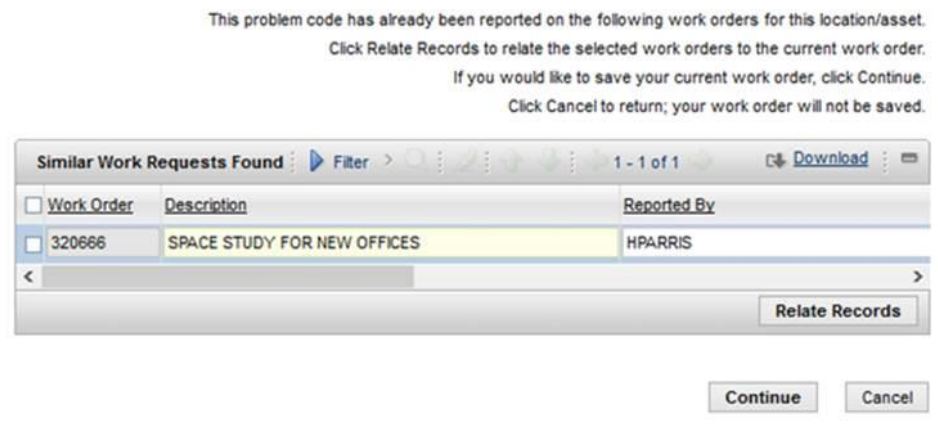 This problem code has already been reported on the following work orders for this location/asset.
Click Relate Records to relate the selected work orders to the current work order.
If you would like to save your current work order, click Continue.
Click Cancel to return; your work order will not be saved.
Similar Work Requests Found Filter 1 - 1 of 1 Download
Work Order Description Reported By
320666 SPACE STUDY FOR NEW OFFICES HPARRIS
Relate Records
Continue Cancel